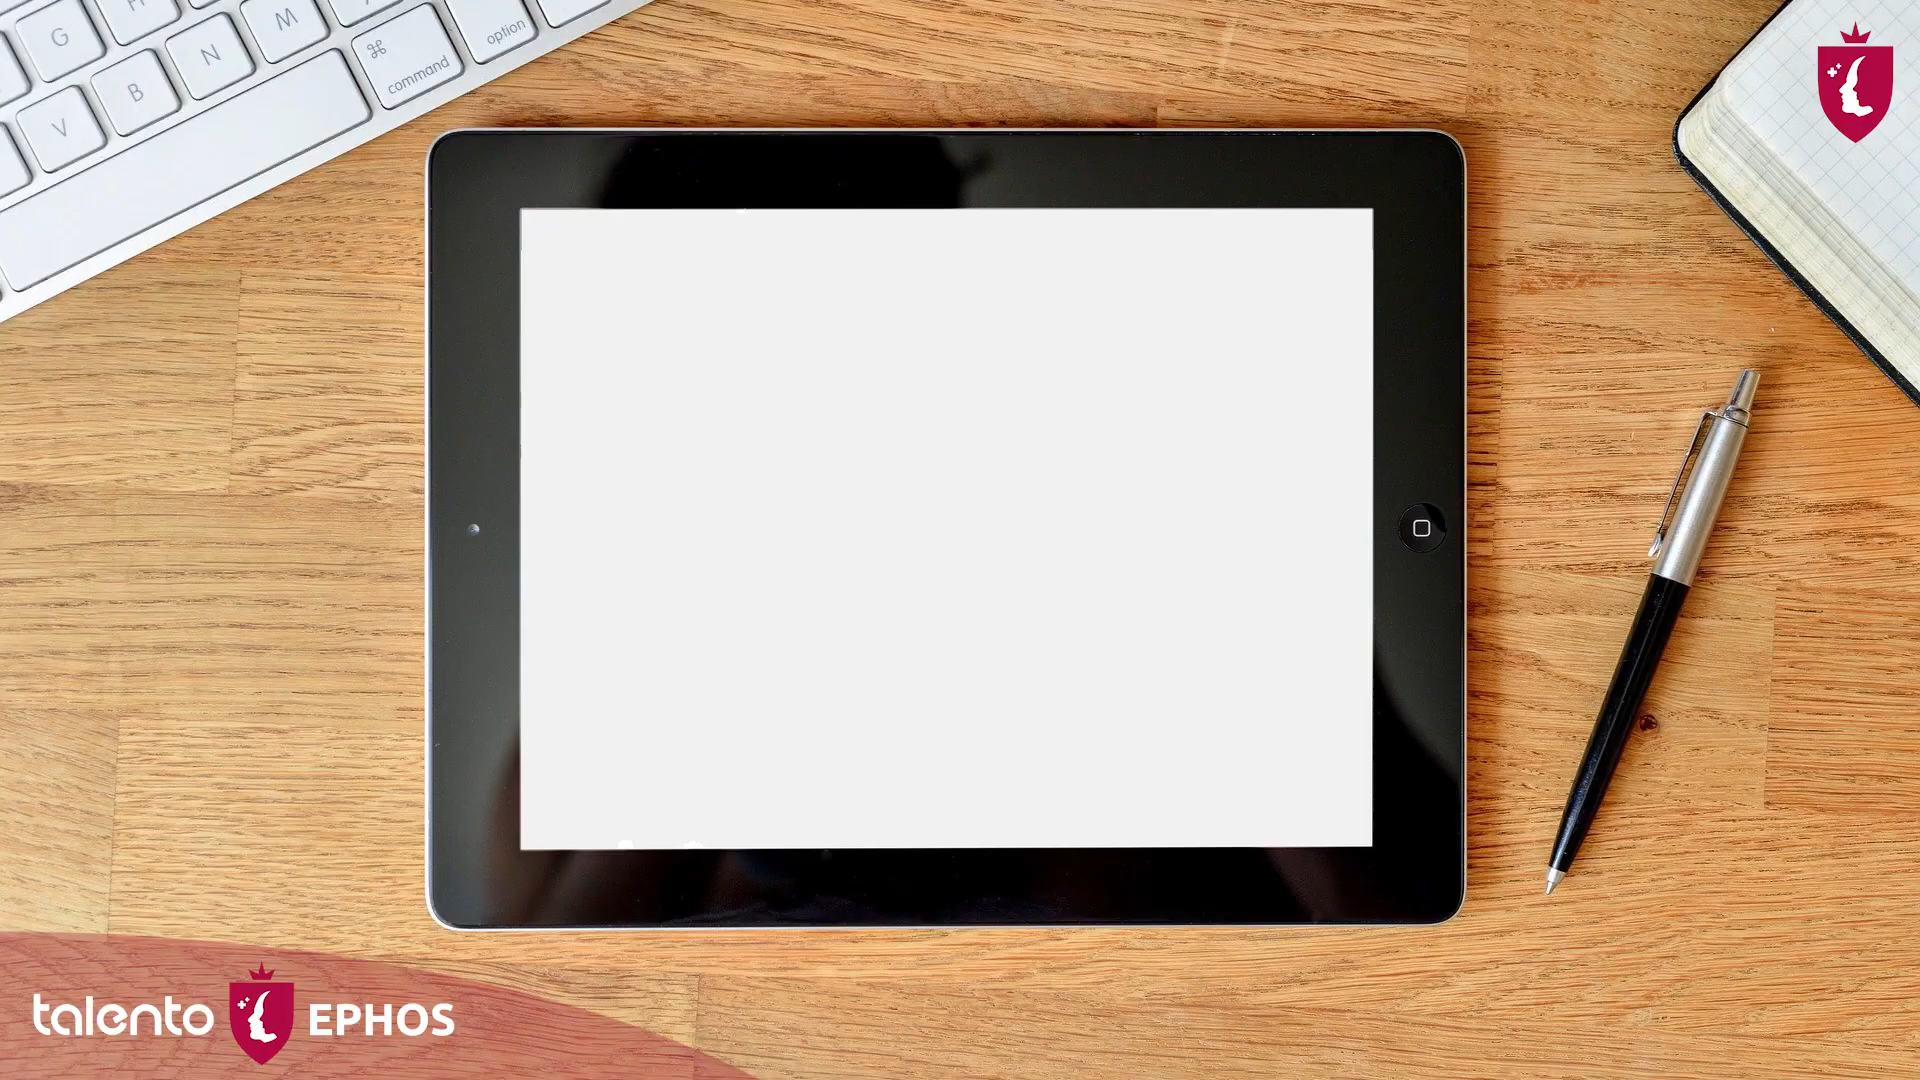 G
M
B
N
⌘
command
option
V
talento EPHOS